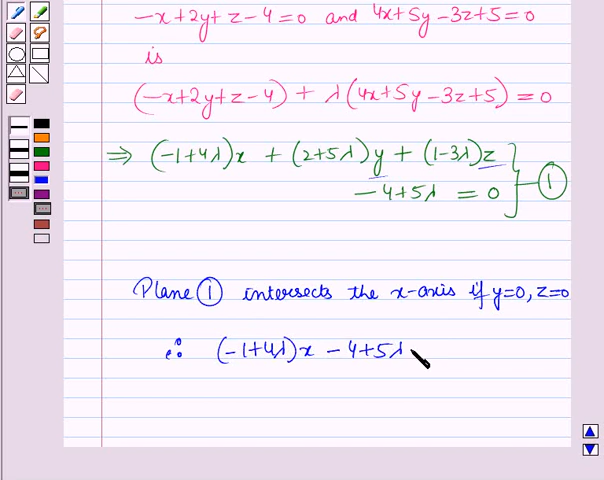 -x+2y+z-4=0 and 4x+5y-3z+5=0
is
(-x+2y+z-4) + λ(4x+5y-3z+5) = 0
⇒ (-1+4λ)x + (2+5λ)y + (1-3λ)z
-4+5λ = 0 ①
Plane ① intersects the x-axis if y=0, z=0
∴ (-1+4λ)x - 4+5λ